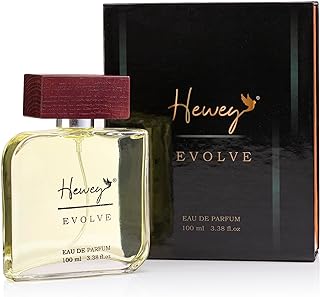 Hewey®
EVOLVE
EAU DE PARFUM
100 ml 3.38 fl.oz
Hewey®
EVOLVE
EAU DE PARFUM
100 ml 3.38 fl.oz